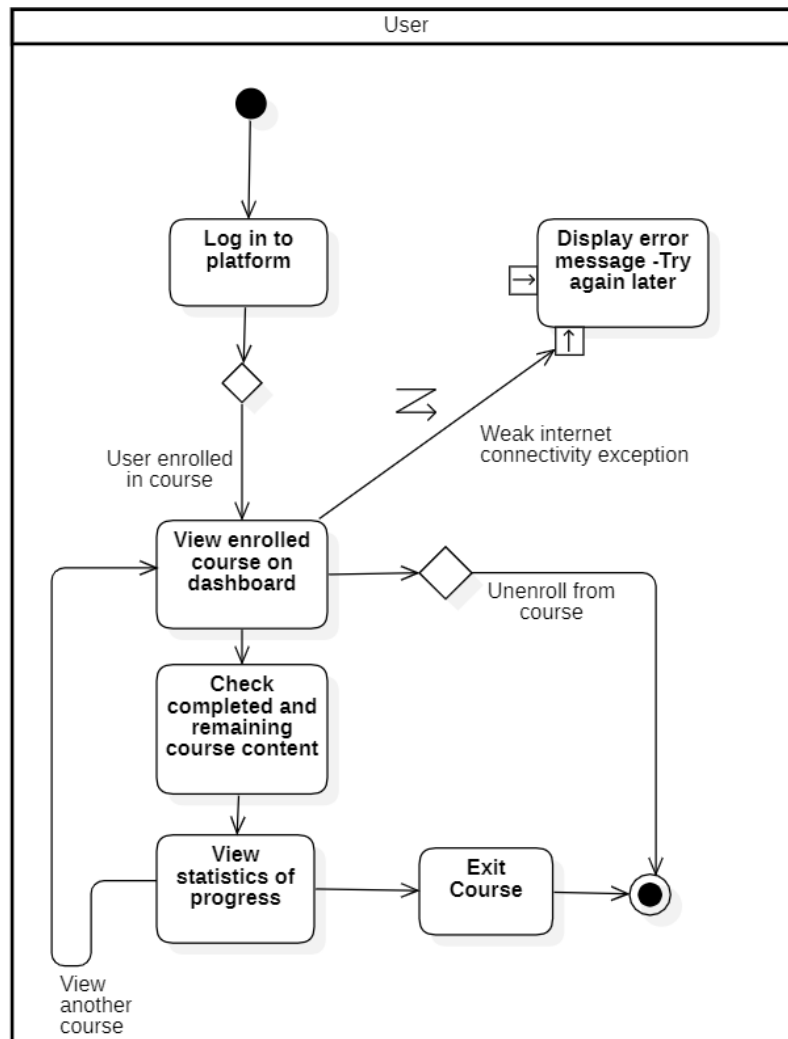 User
Log in to
platform
Display error
message -Try
again later
Weak internet
connectivity exception
User enrolled
in course
View enrolled
course on
dashboard
Unenroll from
course
Check
completed and
remaining
course content
View
statistics of
progress
Exit
Course
View
another
course